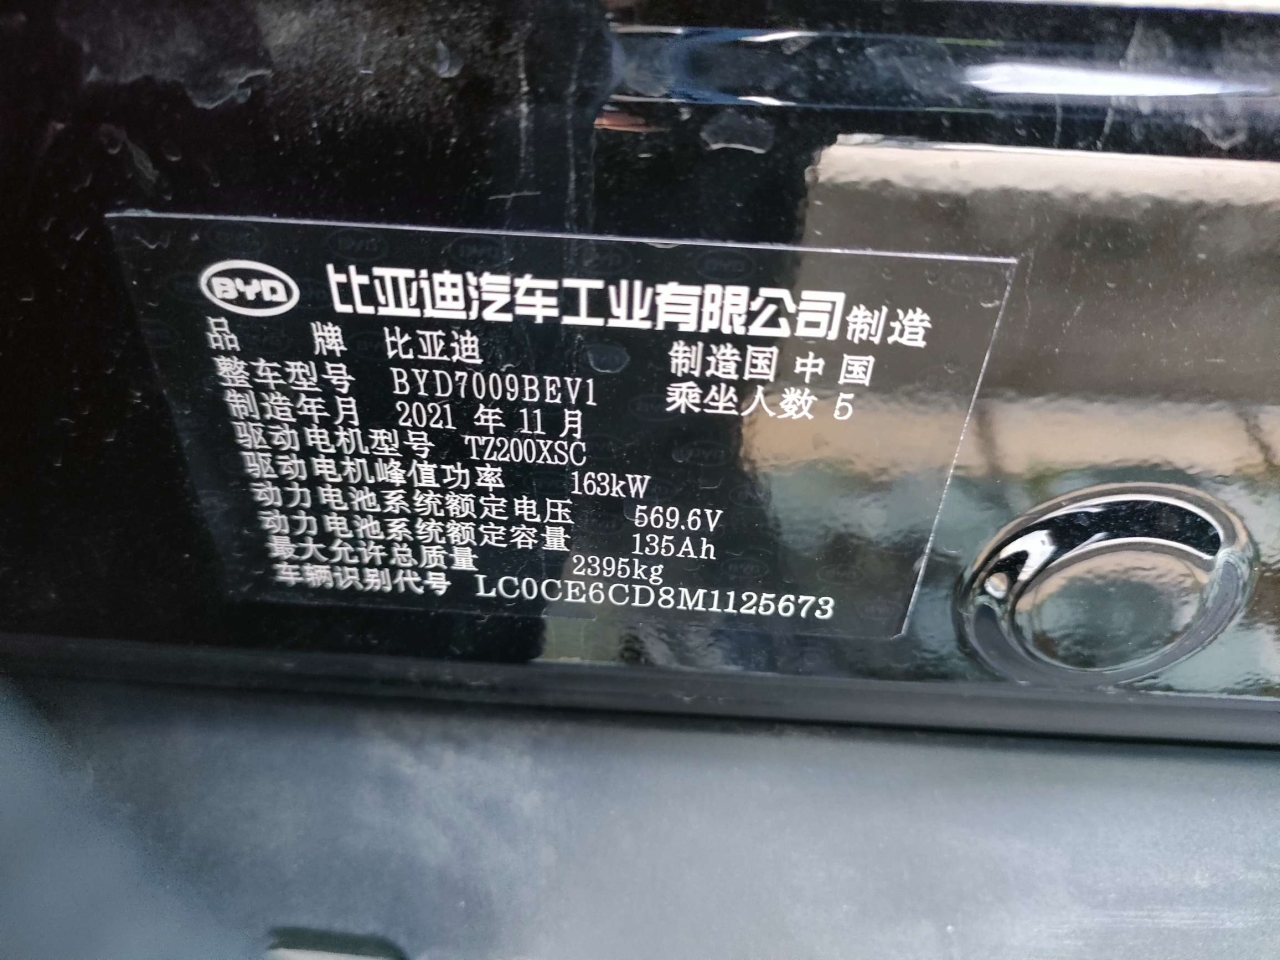 BYD 比亚迪汽车工业有限公司制造
品 牌 比亚迪 制造国 中国
整车型号 BYD7009BEV1 乘坐人数 5
制造年月 2021 年 11 月
驱动电机型号 TZ200XSC
驱动电机峰值功率 163kW
动力电池系统额定电压 569.6V
动力电池系统额定容量 135Ah
最大允许总质量 2395kg
车辆识别代号 LC0CE6CD8M1125673